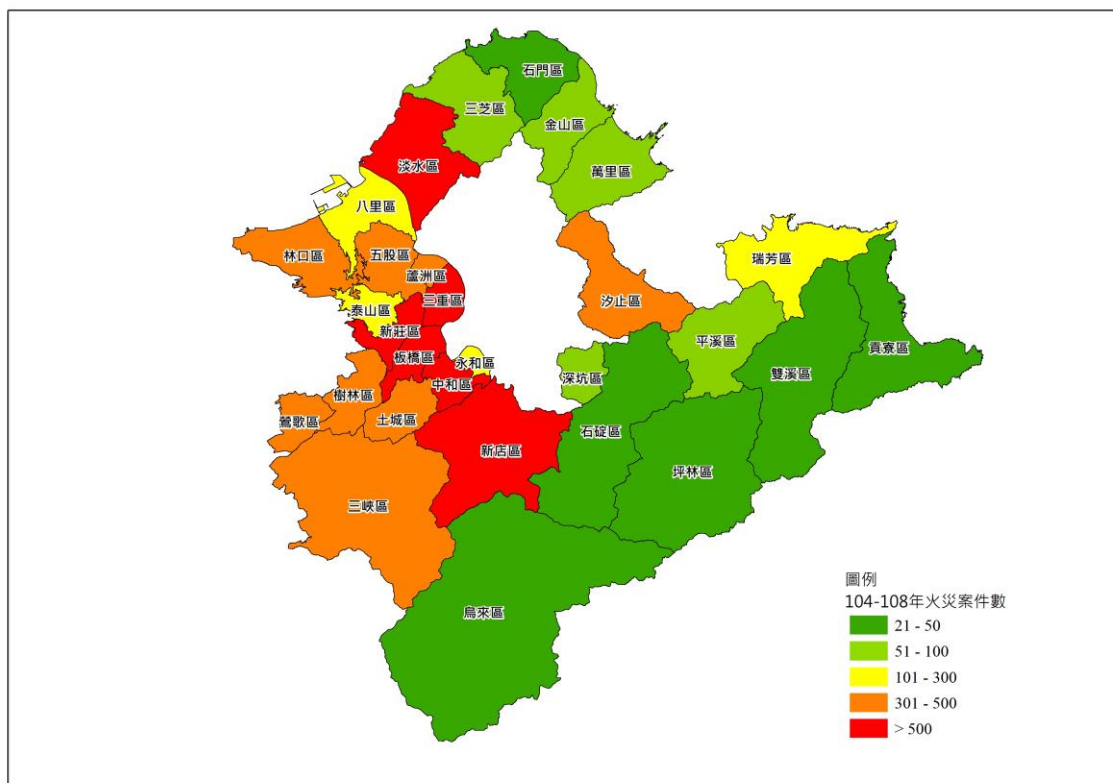 石門區
三芝區
金山區
萬里區
淡水區
八里區
林口區
五股區
蘆洲區
三重區
泰山區
新莊區
板橋區
永和區
中和區
樹林區
鶯歌區
土城區
新店區
三峽區
汐止區
瑞芳區
平溪區
深坑區
雙溪區
貢寮區
石碇區
坪林區
烏來區
圖例
104-108年火災案件數
21 - 50
51 - 100
101 - 300
301 - 500
> 500